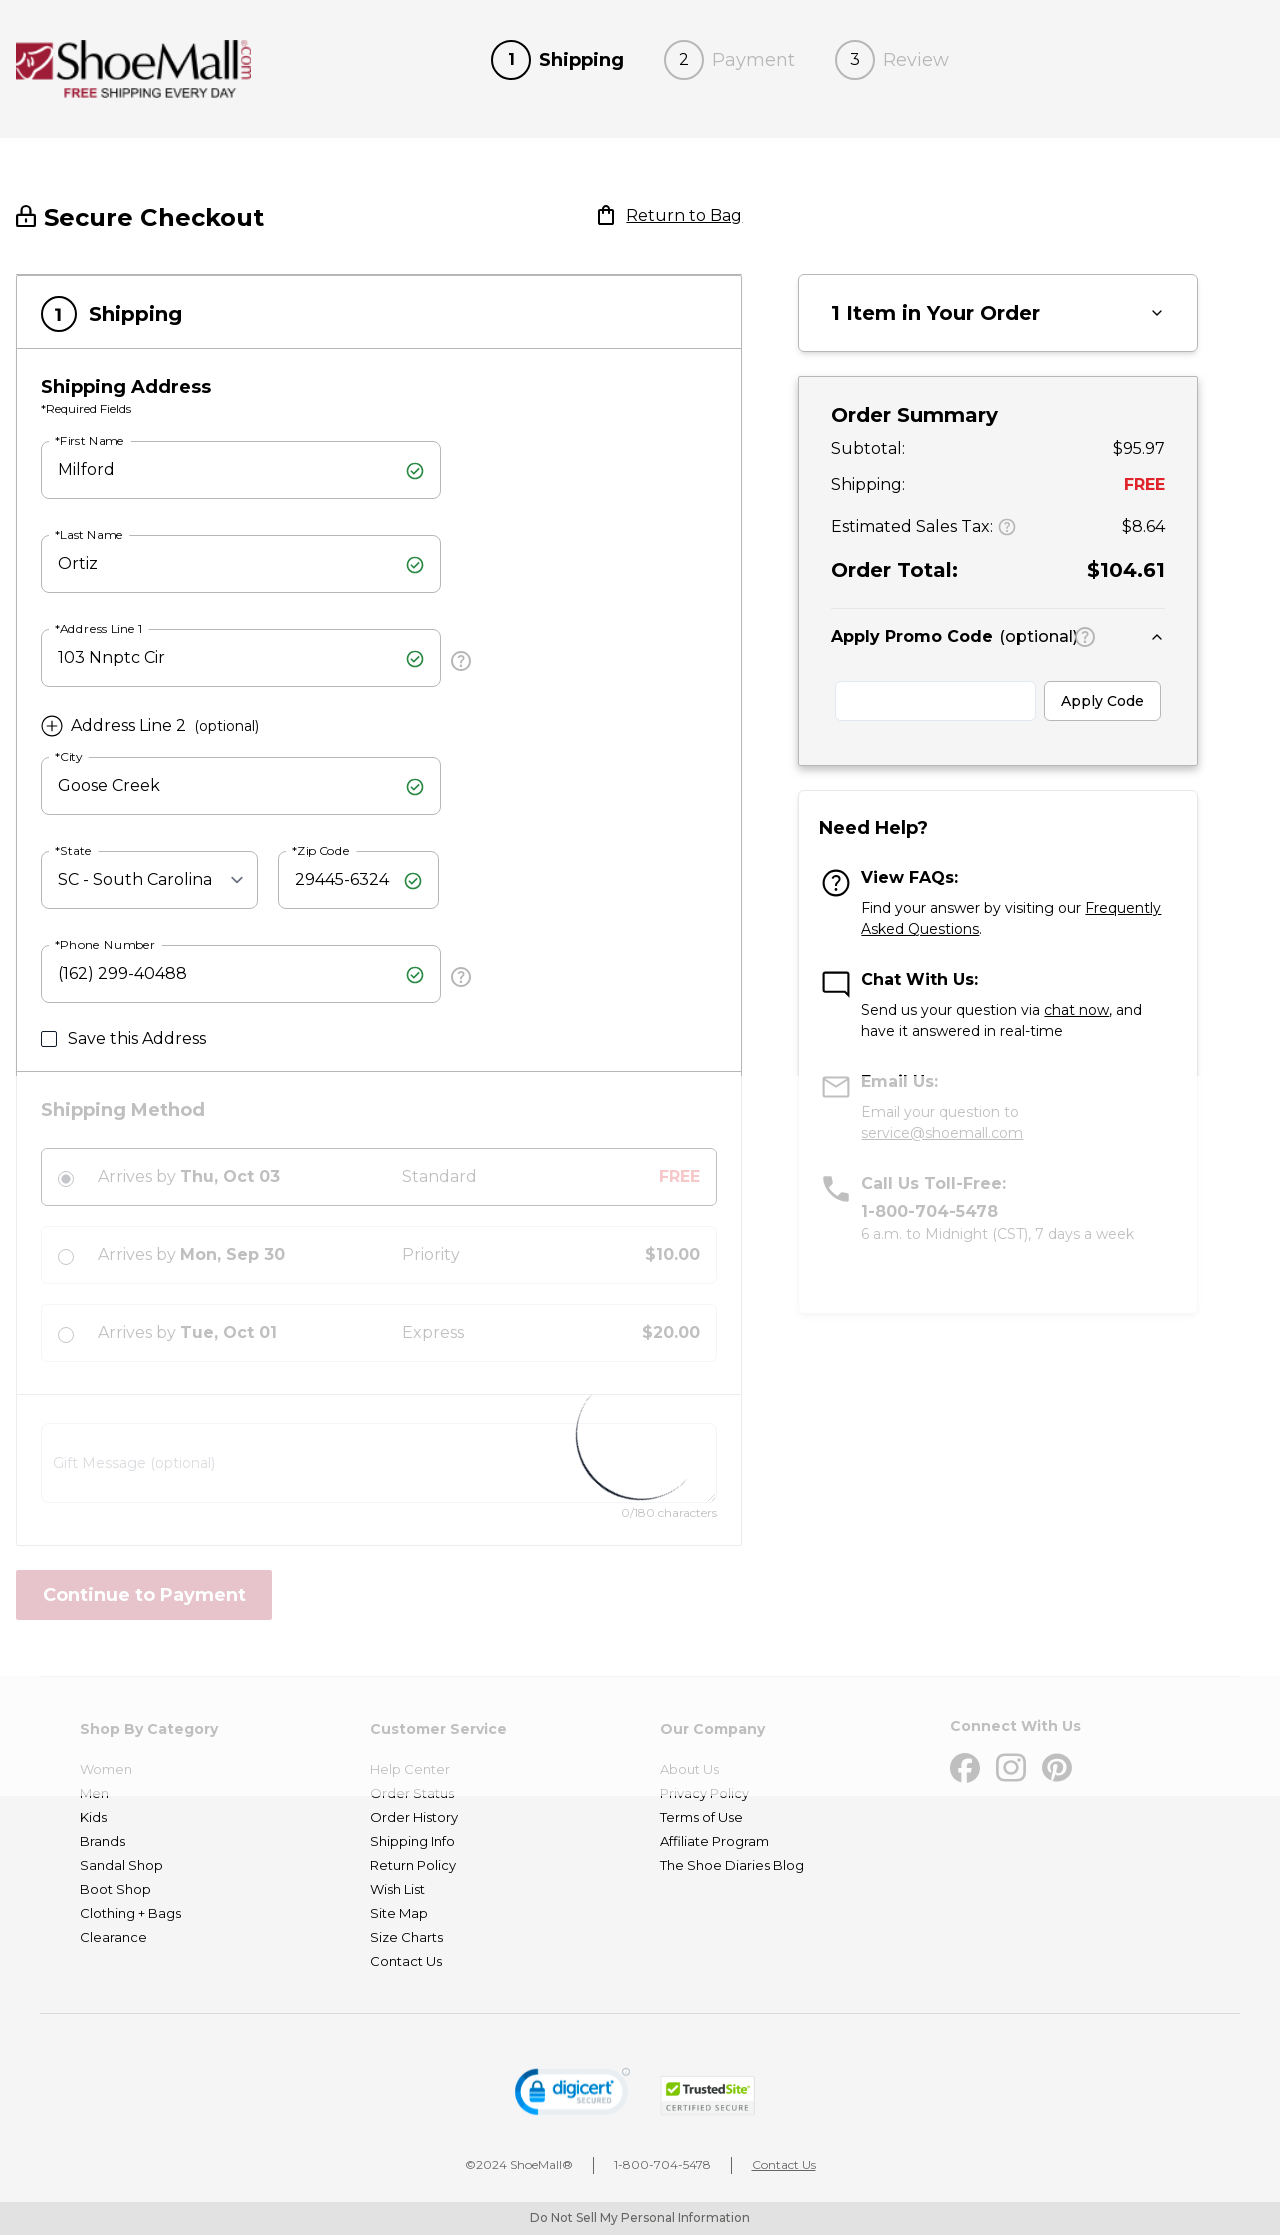 ShoeMall.com
FREE SHIPPING EVERY DAY
1 Shipping
2 Payment
3 Review
Secure Checkout
Return to Bag
1 Shipping
Shipping Address
*Required Fields
*First Name
Milford
*Last Name
Ortiz
*Address Line 1
103 Nnptc Cir
Address Line 2 (optional)
*City
Goose Creek
*State
SC - South Carolina
*Zip Code
29445-6324
*Phone Number
(162) 299-40488
Save this Address
Shipping Method
Arrives by Thu, Oct 03 Standard FREE
Arrives by Mon, Sep 30 Priority $10.00
Arrives by Tue, Oct 01 Express $20.00
Gift Message (optional)
0/180 characters
Continue to Payment
1 Item in Your Order
Order Summary
Subtotal: $95.97
Shipping: FREE
Estimated Sales Tax: $8.64
Order Total: $104.61
Apply Promo Code (optional)
Apply Code
Need Help?
View FAQs:
Find your answer by visiting our Frequently
Asked Questions.
Chat With Us:
Send us your question via chat now, and
have it answered in real-time
Email Us:
Email your question to
service@shoemall.com
Call Us Toll-Free:
1-800-704-5478
6 a.m. to Midnight (CST), 7 days a week
Shop By Category
Women
Men
Kids
Brands
Sandal Shop
Boot Shop
Clothing + Bags
Clearance
Customer Service
Help Center
Order Status
Order History
Shipping Info
Return Policy
Wish List
Site Map
Size Charts
Contact Us
Our Company
About Us
Privacy Policy
Terms of Use
Affiliate Program
The Shoe Diaries Blog
Connect With Us
digicert
SECURED
TrustedSite
CERTIFIED SECURE
©2024 ShoeMall®
1-800-704-5478
Contact Us
Do Not Sell My Personal Information